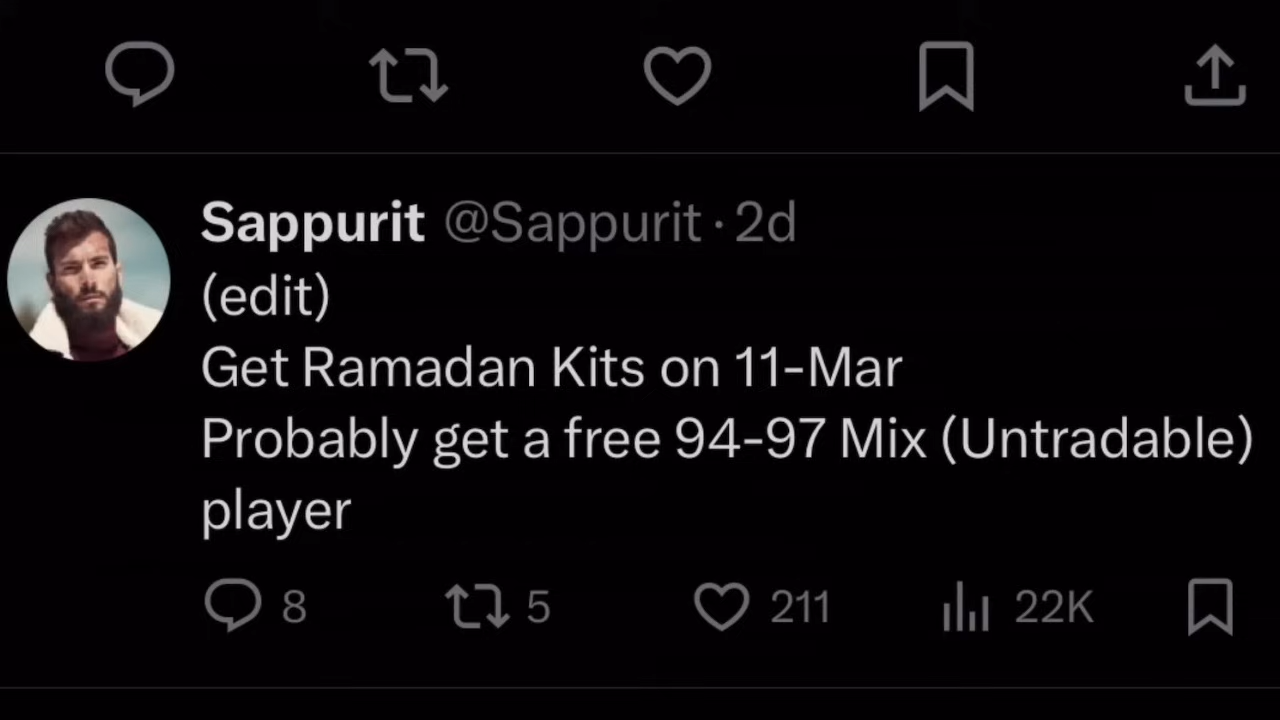 Sappurit @Sappurit · 2d
(edit)
Get Ramadan Kits on 11-Mar
Probably get a free 94-97 Mix (Untradable)
player
8 5 211 22K